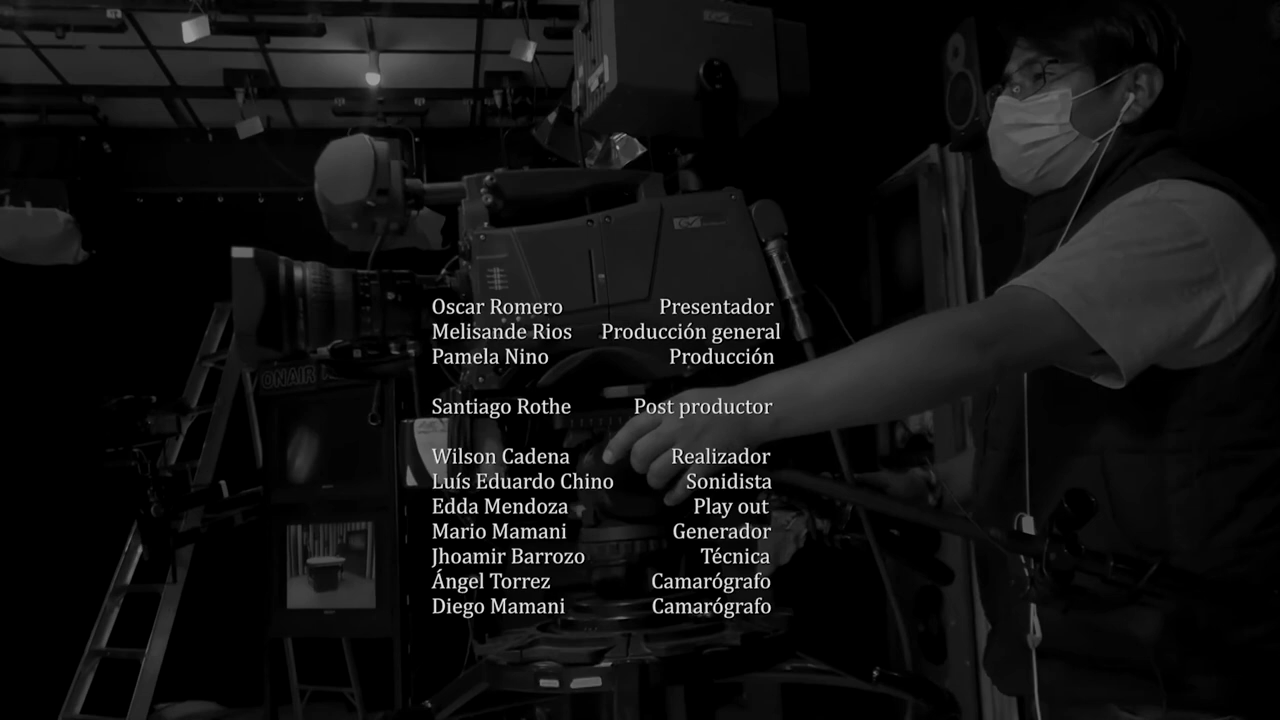 Oscar Romero Presentador
Melisande Rios Producción general
Pamela Nino Producción
Santiago Rothe Post productor
Wilson Cadena Realizador
Luís Eduardo Chino Sonidista
Edda Mendoza Play out
Mario Mamani Generador
Jhoamir Barrozo Técnica
Ángel Torrez Camarógrafo
Diego Mamani Camarógrafo
ONAIR